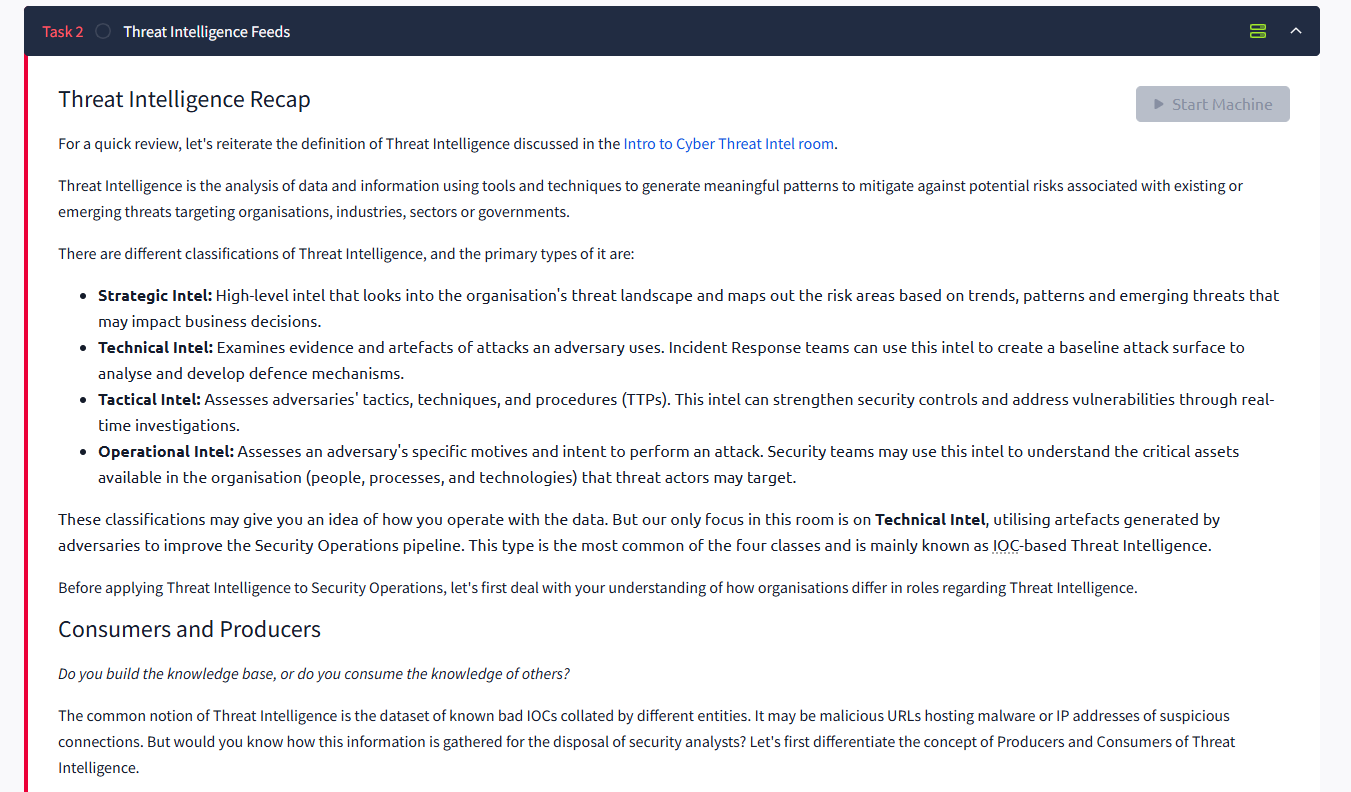 Task 2 Threat Intelligence Feeds
Threat Intelligence Recap
Start Machine
For a quick review, let's reiterate the definition of Threat Intelligence discussed in the Intro to Cyber Threat Intel room.
Threat Intelligence is the analysis of data and information using tools and techniques to generate meaningful patterns to mitigate against potential risks associated with existing or
emerging threats targeting organisations, industries, sectors or governments.
There are different classifications of Threat Intelligence, and the primary types of it are:
• Strategic Intel: High-level intel that looks into the organisation's threat landscape and maps out the risk areas based on trends, patterns and emerging threats that
may impact business decisions.
• Technical Intel: Examines evidence and artefacts of attacks an adversary uses. Incident Response teams can use this intel to create a baseline attack surface to
analyse and develop defence mechanisms.
• Tactical Intel: Assesses adversaries' tactics, techniques, and procedures (TTPs). This intel can strengthen security controls and address vulnerabilities through real-
time investigations.
• Operational Intel: Assesses an adversary's specific motives and intent to perform an attack. Security teams may use this intel to understand the critical assets
available in the organisation (people, processes, and technologies) that threat actors may target.
These classifications may give you an idea of how you operate with the data. But our only focus in this room is on Technical Intel, utilising artefacts generated by
adversaries to improve the Security Operations pipeline. This type is the most common of the four classes and is mainly known as IOC-based Threat Intelligence.
Before applying Threat Intelligence to Security Operations, let's first deal with your understanding of how organisations differ in roles regarding Threat Intelligence.
Consumers and Producers
Do you build the knowledge base, or do you consume the knowledge of others?
The common notion of Threat Intelligence is the dataset of known bad IOCs collated by different entities. It may be malicious URLs hosting malware or IP addresses of suspicious
connections. But would you know how this information is gathered for the disposal of security analysts? Let's first differentiate the concept of Producers and Consumers of Threat
Intelligence.